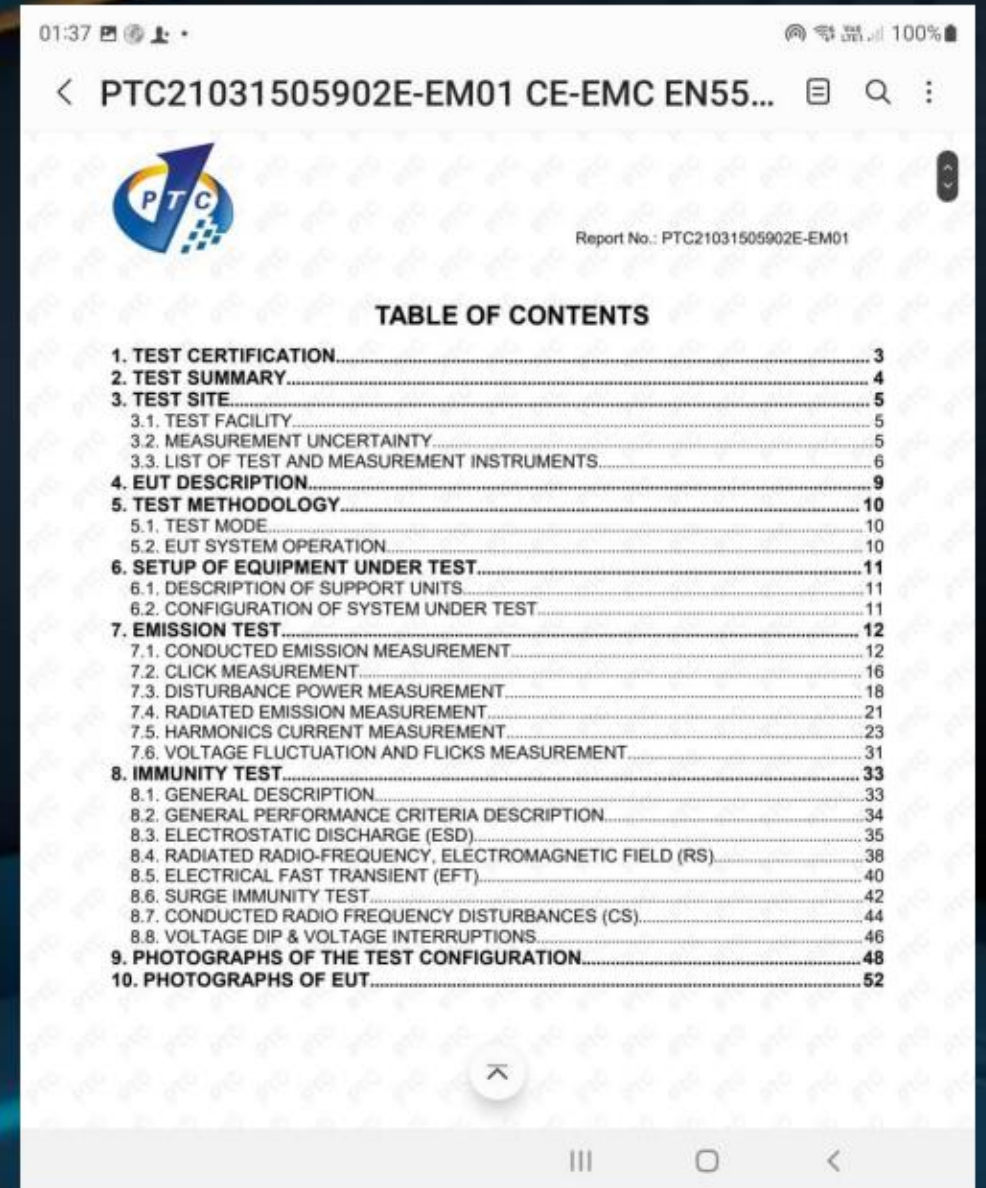 01:37 100%
PTC21031505902E-EM01 CE-EMC EN55...
PTC
Report No.: PTC21031505902E-EM01
TABLE OF CONTENTS
1. TEST CERTIFICATION 3
2. TEST SUMMARY 4
3. TEST SITE 5
3.1. TEST FACILITY 5
3.2. MEASUREMENT UNCERTAINTY 5
3.3. LIST OF TEST AND MEASUREMENT INSTRUMENTS 6
4. EUT DESCRIPTION 9
5. TEST METHODOLOGY 10
5.1. TEST MODE 10
5.2. EUT SYSTEM OPERATION 10
6. SETUP OF EQUIPMENT UNDER TEST 11
6.1. DESCRIPTION OF SUPPORT UNITS 11
6.2. CONFIGURATION OF SYSTEM UNDER TEST 11
7. EMISSION TEST 12
7.1. CONDUCTED EMISSION MEASUREMENT 12
7.2. CLICK MEASUREMENT 16
7.3. DISTURBANCE POWER MEASUREMENT 18
7.4. RADIATED EMISSION MEASUREMENT 21
7.5. HARMONICS CURRENT MEASUREMENT 23
7.6. VOLTAGE FLUCTUATION AND FLICKS MEASUREMENT 31
8. IMMUNITY TEST 33
8.1. GENERAL DESCRIPTION 33
8.2. GENERAL PERFORMANCE CRITERIA DESCRIPTION 34
8.3. ELECTROSTATIC DISCHARGE (ESD) 35
8.4. RADIATED RADIO-FREQUENCY, ELECTROMAGNETIC FIELD (RS) 38
8.5. ELECTRICAL FAST TRANSIENT (EFT) 40
8.6. SURGE IMMUNITY TEST 42
8.7. CONDUCTED RADIO FREQUENCY DISTURBANCES (CS) 44
8.8. VOLTAGE DIP & VOLTAGE INTERRUPTIONS 46
9. PHOTOGRAPHS OF THE TEST CONFIGURATION 48
10. PHOTOGRAPHS OF EUT 52